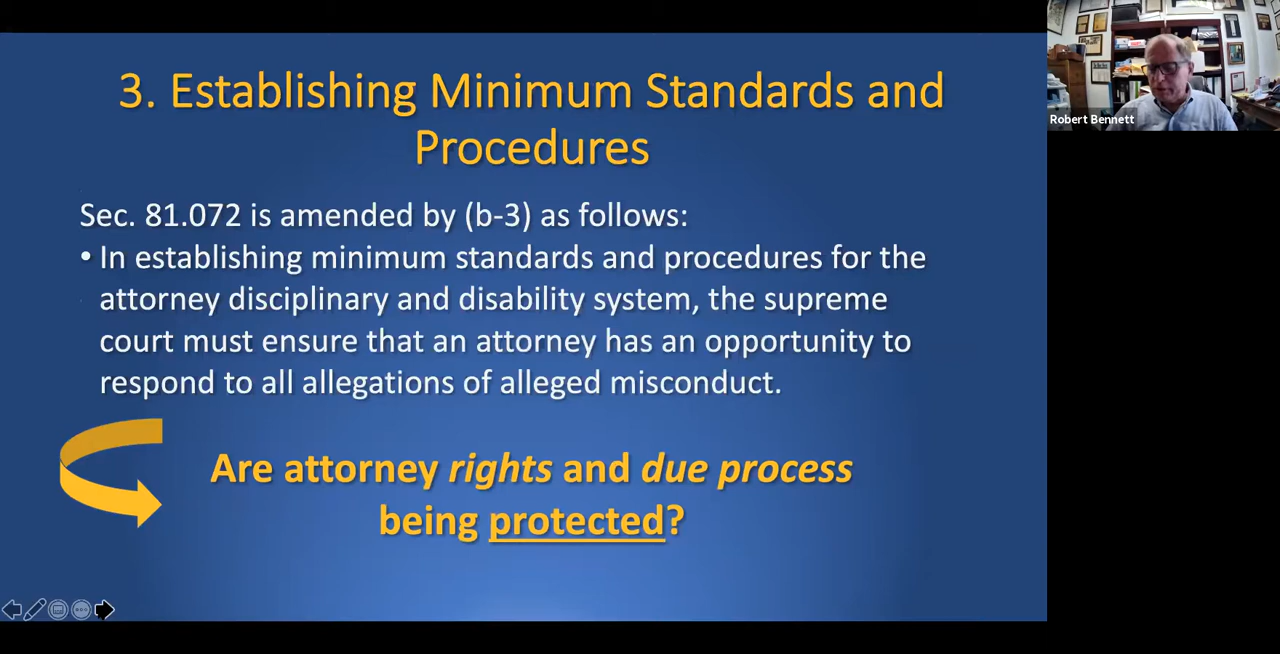 3. Establishing Minimum Standards and
Procedures
Sec. 81.072 is amended by (b-3) as follows:
• In establishing minimum standards and procedures for the
attorney disciplinary and disability system, the supreme
court must ensure that an attorney has an opportunity to
respond to all allegations of alleged misconduct.
Are attorney rights and due process
being protected?
Robert Bennett